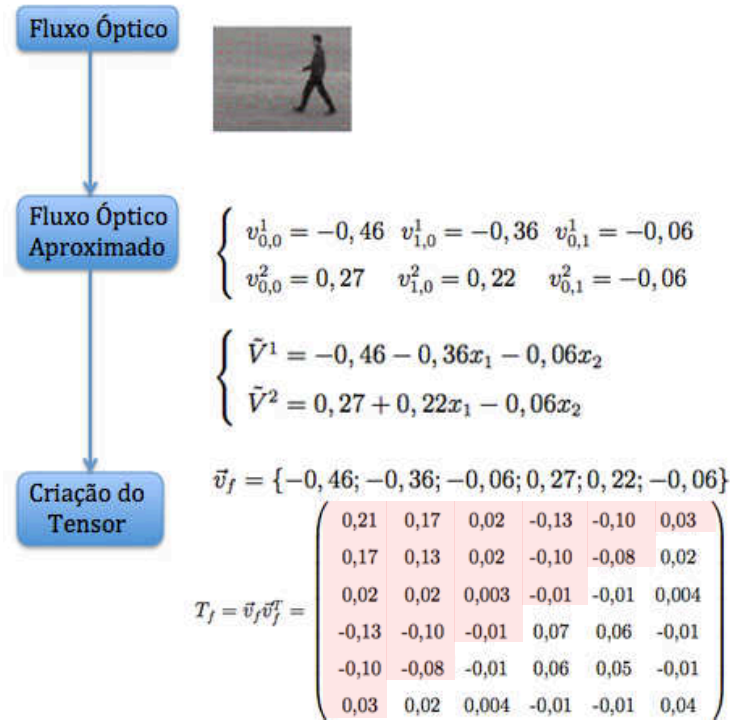 Fluxo Óptico
Fluxo Óptico
Aproximado
v¹₀,₀ = −0, 46 v¹₁,₀ = −0, 36 v¹₀,₁ = −0, 06
v²₀,₀ = 0, 27 v²₁,₀ = 0, 22 v²₀,₁ = −0, 06
Ṽ¹ = −0, 46 − 0, 36x₁ − 0, 06x₂
Ṽ² = 0, 27 + 0, 22x₁ − 0, 06x₂
Criação do
Tensor
v⃗_f = {−0, 46; −0, 36; −0, 06; 0, 27; 0, 22; −0, 06}
T_f = v⃗_f v⃗_f^T =
0,21 0,17 0,02 -0,13 -0,10 0,03
0,17 0,13 0,02 -0,10 -0,08 0,02
0,02 0,02 0,003 -0,01 -0,01 0,004
-0,13 -0,10 -0,01 0,07 0,06 -0,01
-0,10 -0,08 -0,01 0,06 0,05 -0,01
0,03 0,02 0,004 -0,01 -0,01 0,04